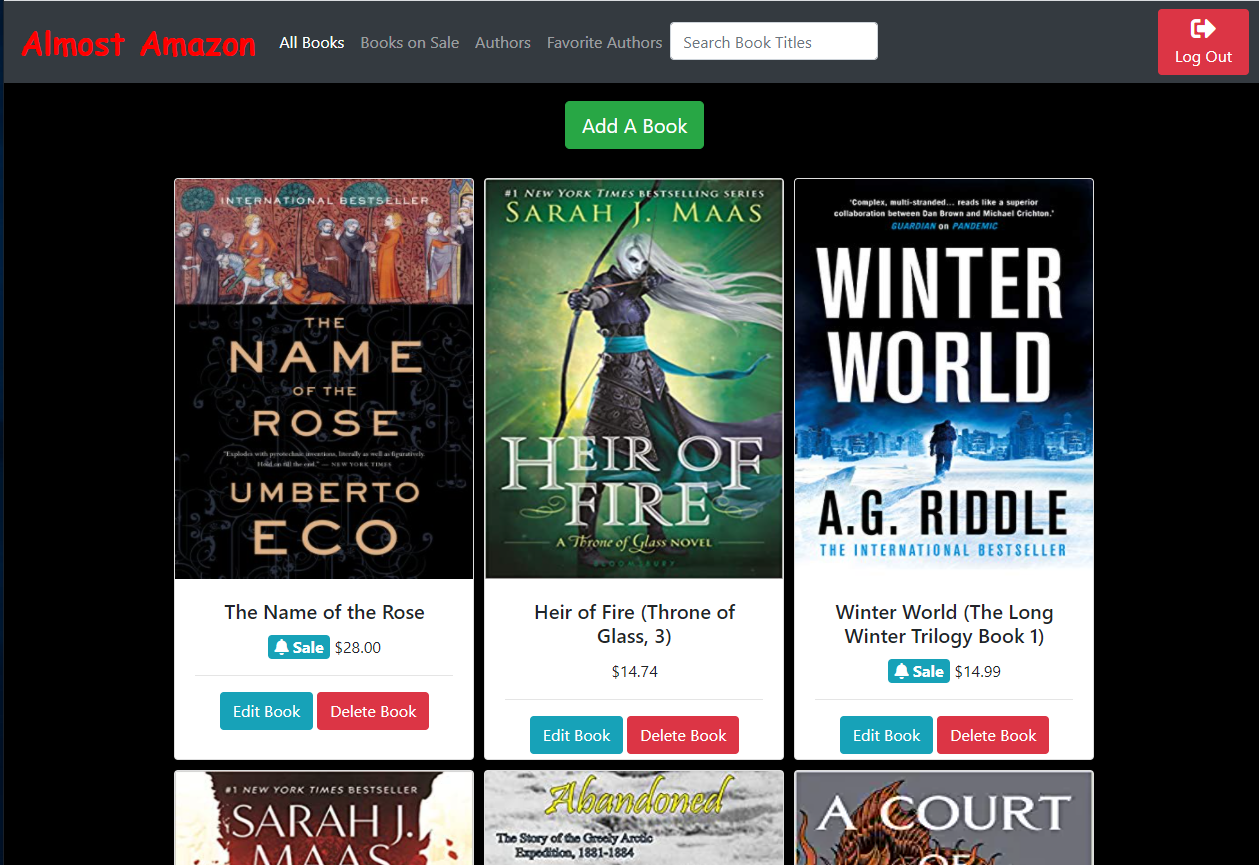 Almost Amazon
All Books
Books on Sale
Authors
Favorite Authors
Search Book Titles
Log Out
Add A Book
INTERNATIONAL BESTSELLER
THE
NAME
OF THE
ROSE
"Explodes with pyrotechnic inventions, literally as well as figuratively.
Hold on till the end." — NEW YORK TIMES
UMBERTO
ECO
The Name of the Rose
Sale $28.00
Edit Book
Delete Book
#1 NEW YORK TIMES BESTSELLING SERIES
SARAH J. MAAS
HEIR OF
FIRE
A Throne of Glass NOVEL
BLOOMSBURY
Heir of Fire (Throne of
Glass, 3)
$14.74
Edit Book
Delete Book
'Complex, multi-stranded... reads like a superior
collaboration between Dan Brown and Michael Crichton.'
GUARDIAN on PANDEMIC
WINTER
WORLD
A.G. RIDDLE
THE INTERNATIONAL BESTSELLER
Winter World (The Long
Winter Trilogy Book 1)
Sale $14.99
Edit Book
Delete Book
#1 NEW YORK TIMES BESTSELLER
SARAH J.
MAAS
Abandoned
The Story of the Greely Arctic
Expedition, 1881-1884
A COURT
OF